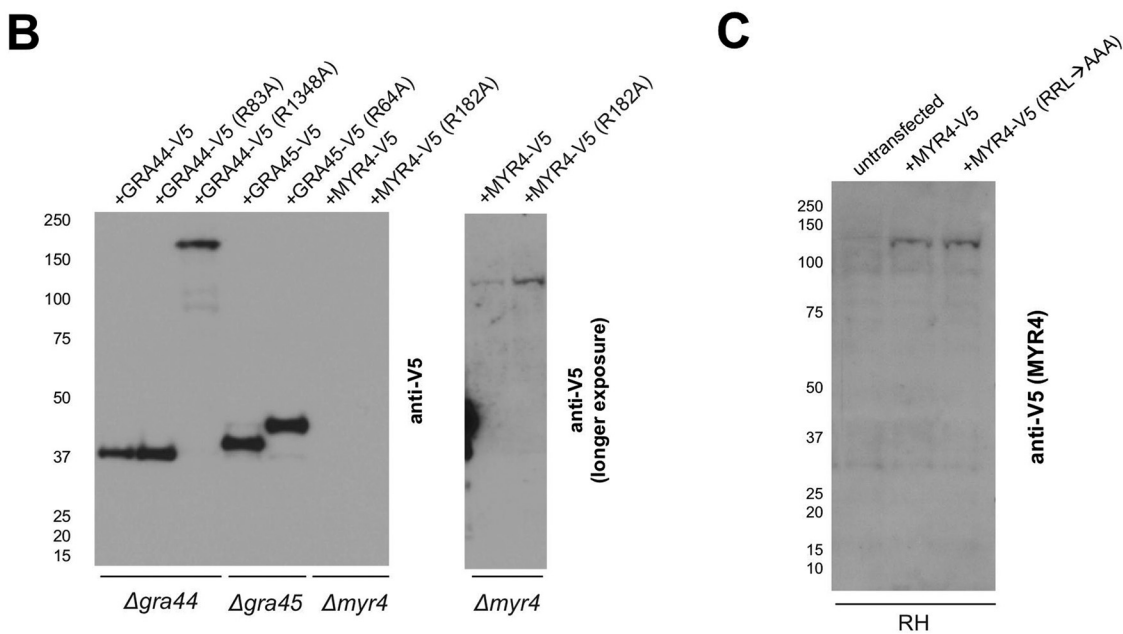 B
+GRA44-V5
+GRA44-V5 (R83A)
+GRA44-V5 (R1348A)
+GRA45-V5
+GRA45-V5 (R64A)
+MYR4-V5
+MYR4-V5 (R182A)
250
150
100
75
50
37
25
20
15
anti-V5
Δgra44
Δgra45
Δmyr4
+MYR4-V5
+MYR4-V5 (R182A)
anti-V5
(longer exposure)
Δmyr4
C
untransfected
+MYR4-V5
+MYR4-V5 (RRL→AAA)
250
150
100
75
50
37
25
20
15
10
anti-V5 (MYR4)
RH